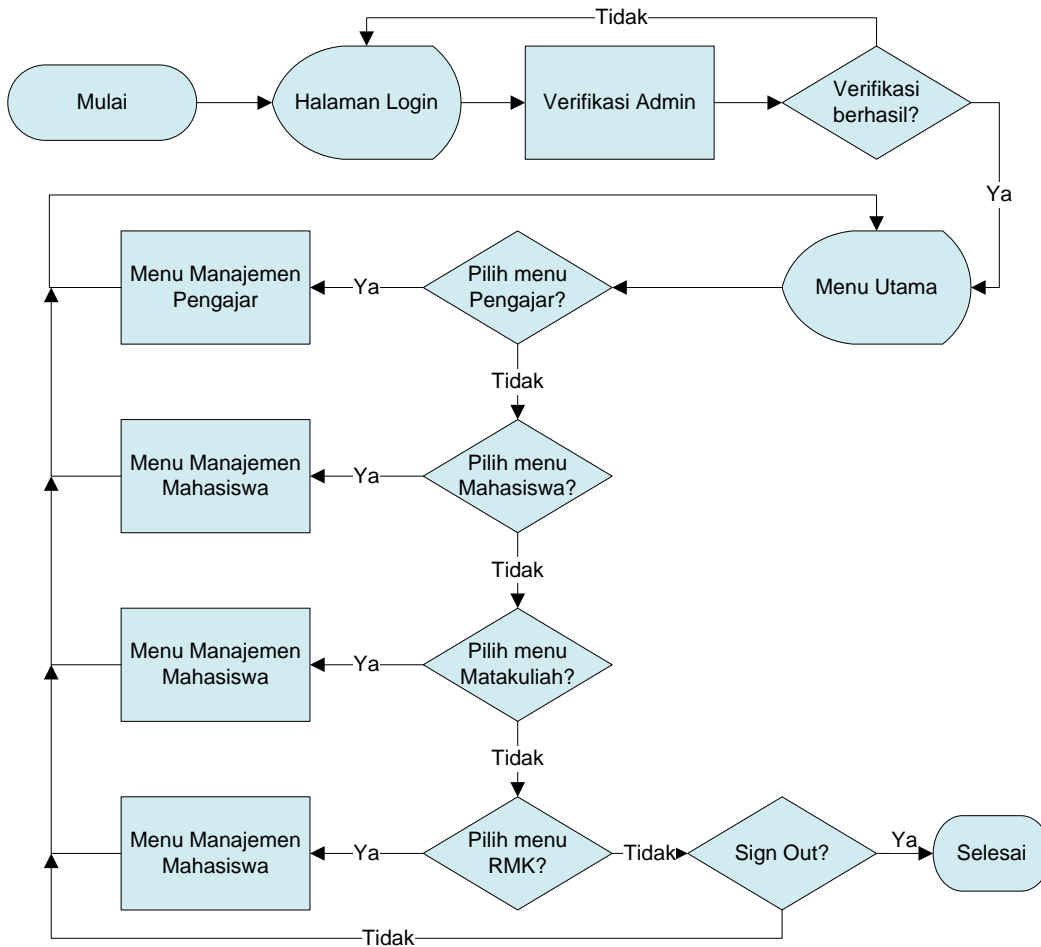 Tidak
Mulai
Halaman Login
Verifikasi Admin
Verifikasi
berhasil?
Ya
Menu Manajemen
Pengajar
Ya
Pilih menu
Pengajar?
Menu Utama
Tidak
Menu Manajemen
Mahasiswa
Ya
Pilih menu
Mahasiswa?
Tidak
Menu Manajemen
Mahasiswa
Ya
Pilih menu
Matakuliah?
Tidak
Menu Manajemen
Mahasiswa
Ya
Pilih menu
RMK?
Tidak
Sign Out?
Ya
Selesai
Tidak